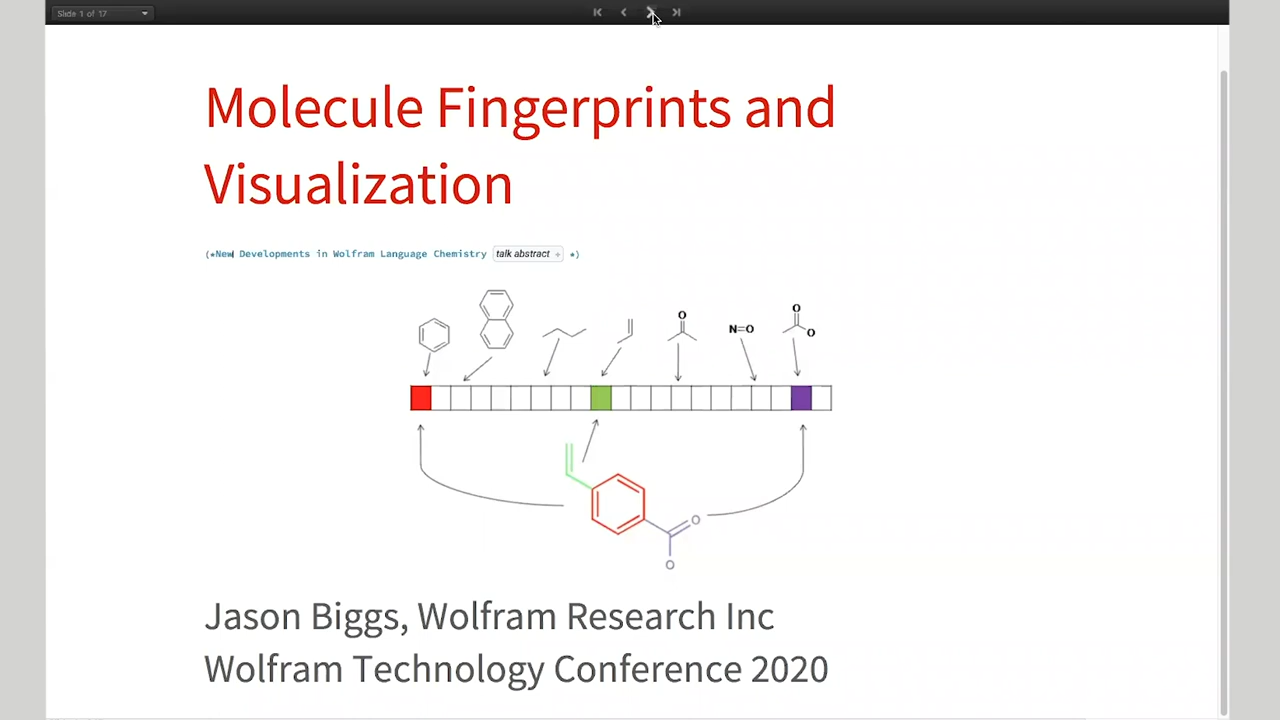 Slide 1 of 17
Molecule Fingerprints and
Visualization
(*New Developments in Wolfram Language Chemistry talk abstract + *)
O
N=O
O
O
O
O
Jason Biggs, Wolfram Research Inc
Wolfram Technology Conference 2020